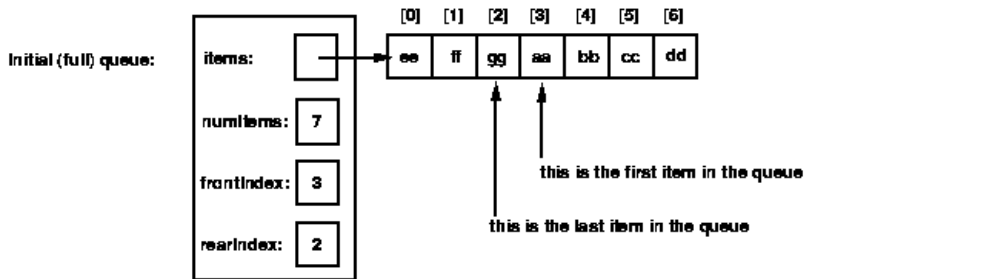 [0] [1] [2] [3] [4] [5] [6]
Initial (full) queue: items: ee ff gg aa bb cc dd
numItems: 7
this is the first item in the queue
frontIndex: 3
this is the last item in the queue
rearIndex: 2